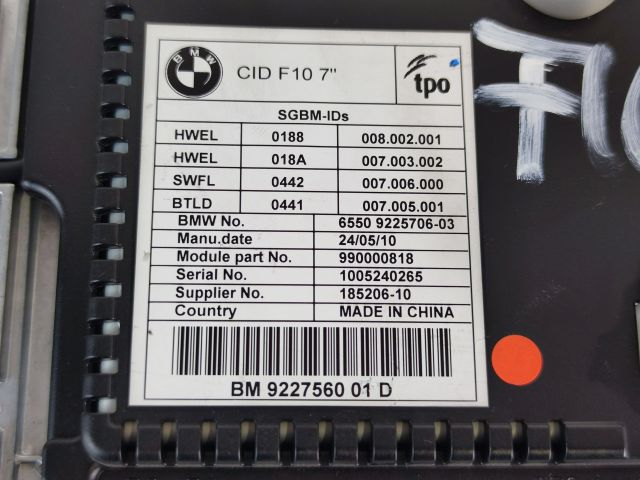 BMW
CID F10 7"
tpo
SGBM-IDs
HWEL 0188 008.002.001
HWEL 018A 007.003.002
SWFL 0442 007.006.000
BTLD 0441 007.005.001
BMW No. 6550 9225706-03
Manu.date 24/05/10
Module part No. 990000818
Serial No. 1005240265
Supplier No. 185206-10
Country MADE IN CHINA
BM 9227560 01 D